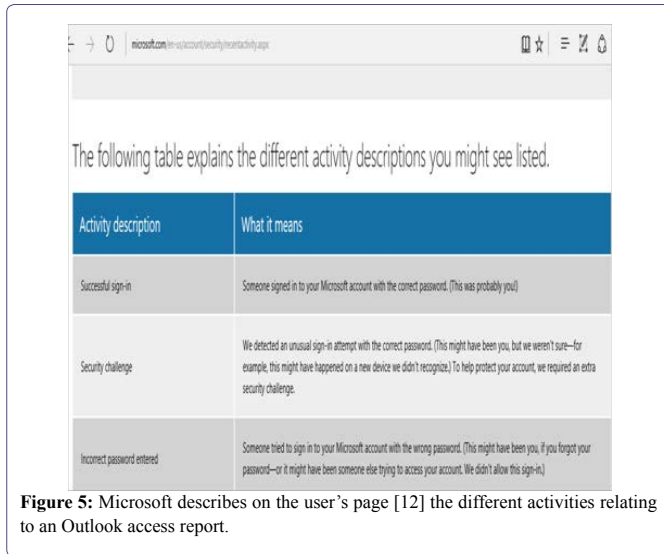 microsoft.com/en-us/account/security/recentactivity.aspx
The following table explains the different activity descriptions you might see listed.
Activity description
What it means
Successful sign-in
Someone signed in to your Microsoft account with the correct password. (This was probably you!)
Security challenge
We detected an unusual sign-in attempt with the correct password. (This might have been you, but we weren't sure—for
example, this might have happened on a new device we didn't recognize.) To help protect your account, we required an extra
security challenge.
Incorrect password entered
Someone tried to sign in to your Microsoft account with the wrong password. (This might have been you, if you forgot your
password—or it might have been someone else trying to access your account. We didn't allow this sign-in.)
Figure 5: Microsoft describes on the user's page [12] the different activities relating
to an Outlook access report.